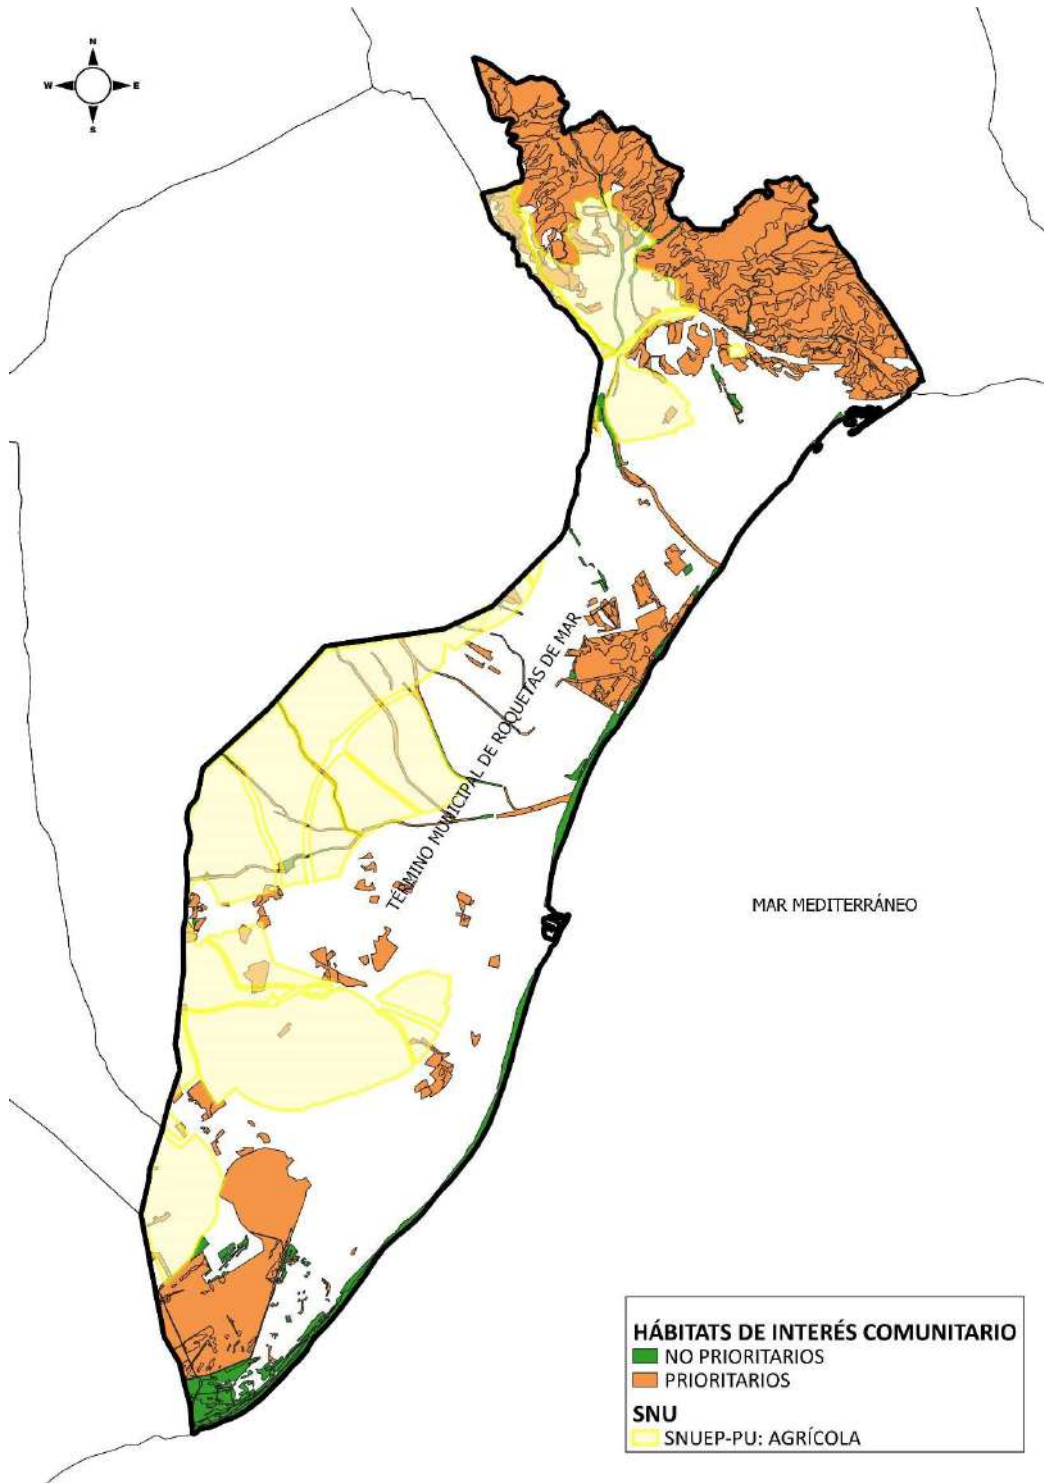 N
W E
S
TÉRMINO MUNICIPAL DE ROQUETAS DE MAR
MAR MEDITERRÁNEO
HÁBITATS DE INTERÉS COMUNITARIO
NO PRIORITARIOS
PRIORITARIOS
SNU
SNUEP-PU: AGRÍCOLA